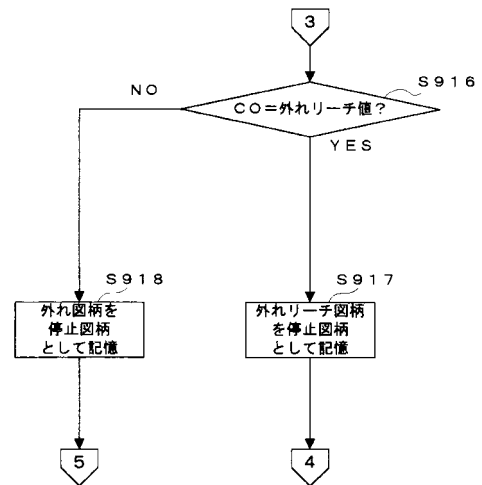 3
S916
NO
CO=外れリーチ値?
YES
S918
外れ図柄を
停止図柄
として記憶
S917
外れリーチ図柄
を停止図柄
として記憶
5
4